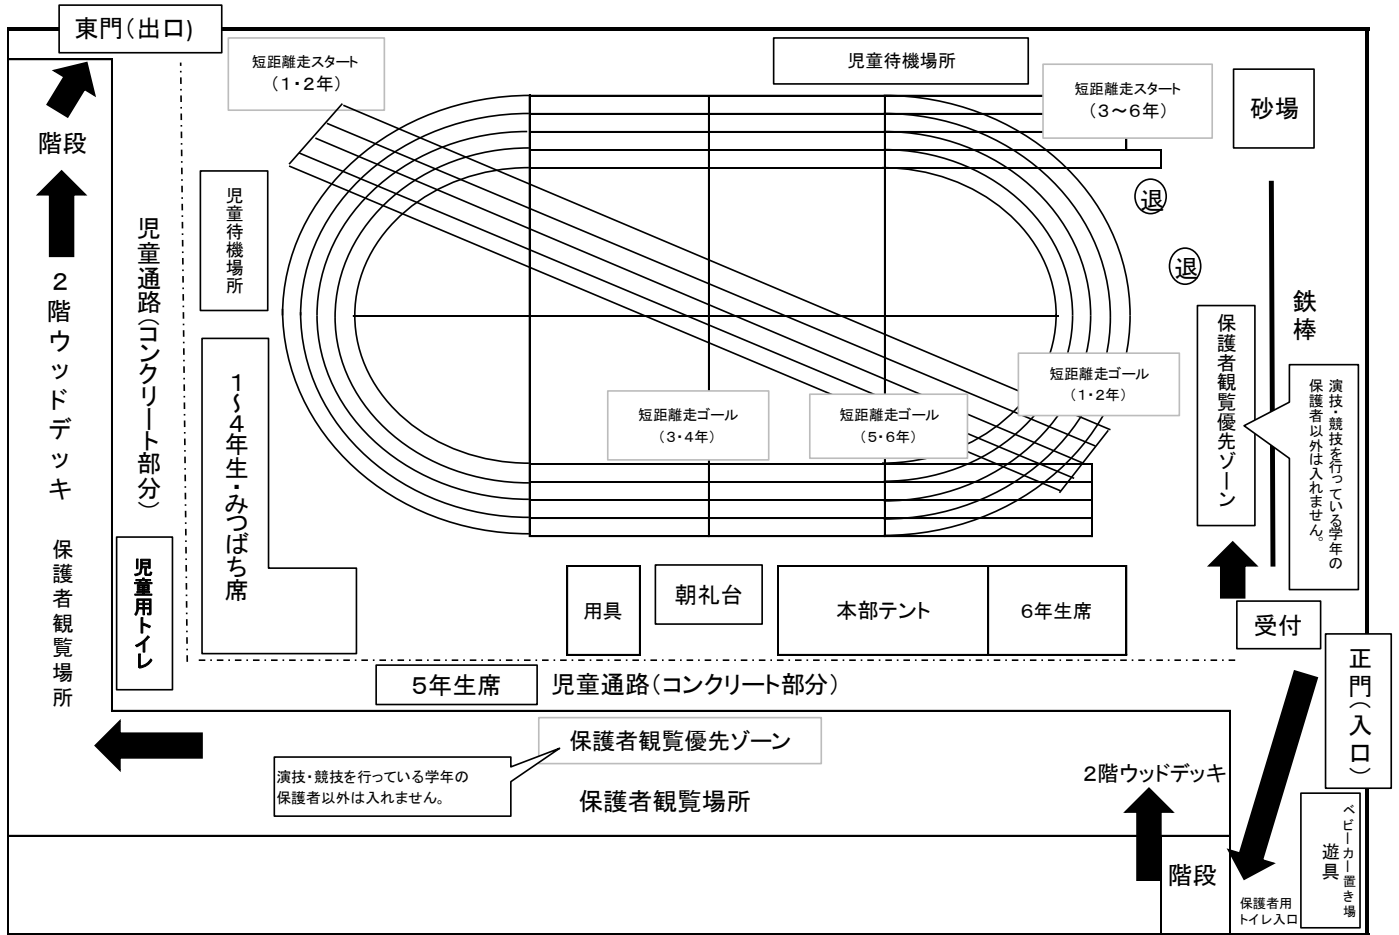 東門（出口)
短距離走スタート
（１・２年）
児童待機場所
短距離走スタート
（３～６年）
砂場
階段
児童待機場所
退
退
児童通路（コンクリート部分）
２階ウッドデッキ　保護者観覧場所
鉄棒
保護者観覧優先ゾーン
演技・競技を行っている学年の
保護者以外は入れません。
１～４年生・みつばち席
短距離走ゴール
（１・２年）
短距離走ゴール
（３・４年）
短距離走ゴール
（５・６年）
児童用トイレ
用具
朝礼台
本部テント
６年生席
受付
正門（入口）
５年生席
児童通路（コンクリート部分）
保護者観覧優先ゾーン
演技・競技を行っている学年の
保護者以外は入れません。
保護者観覧場所
２階ウッドデッキ
階段
ベビーカー置き場
遊具
保護者用
トイレ入口